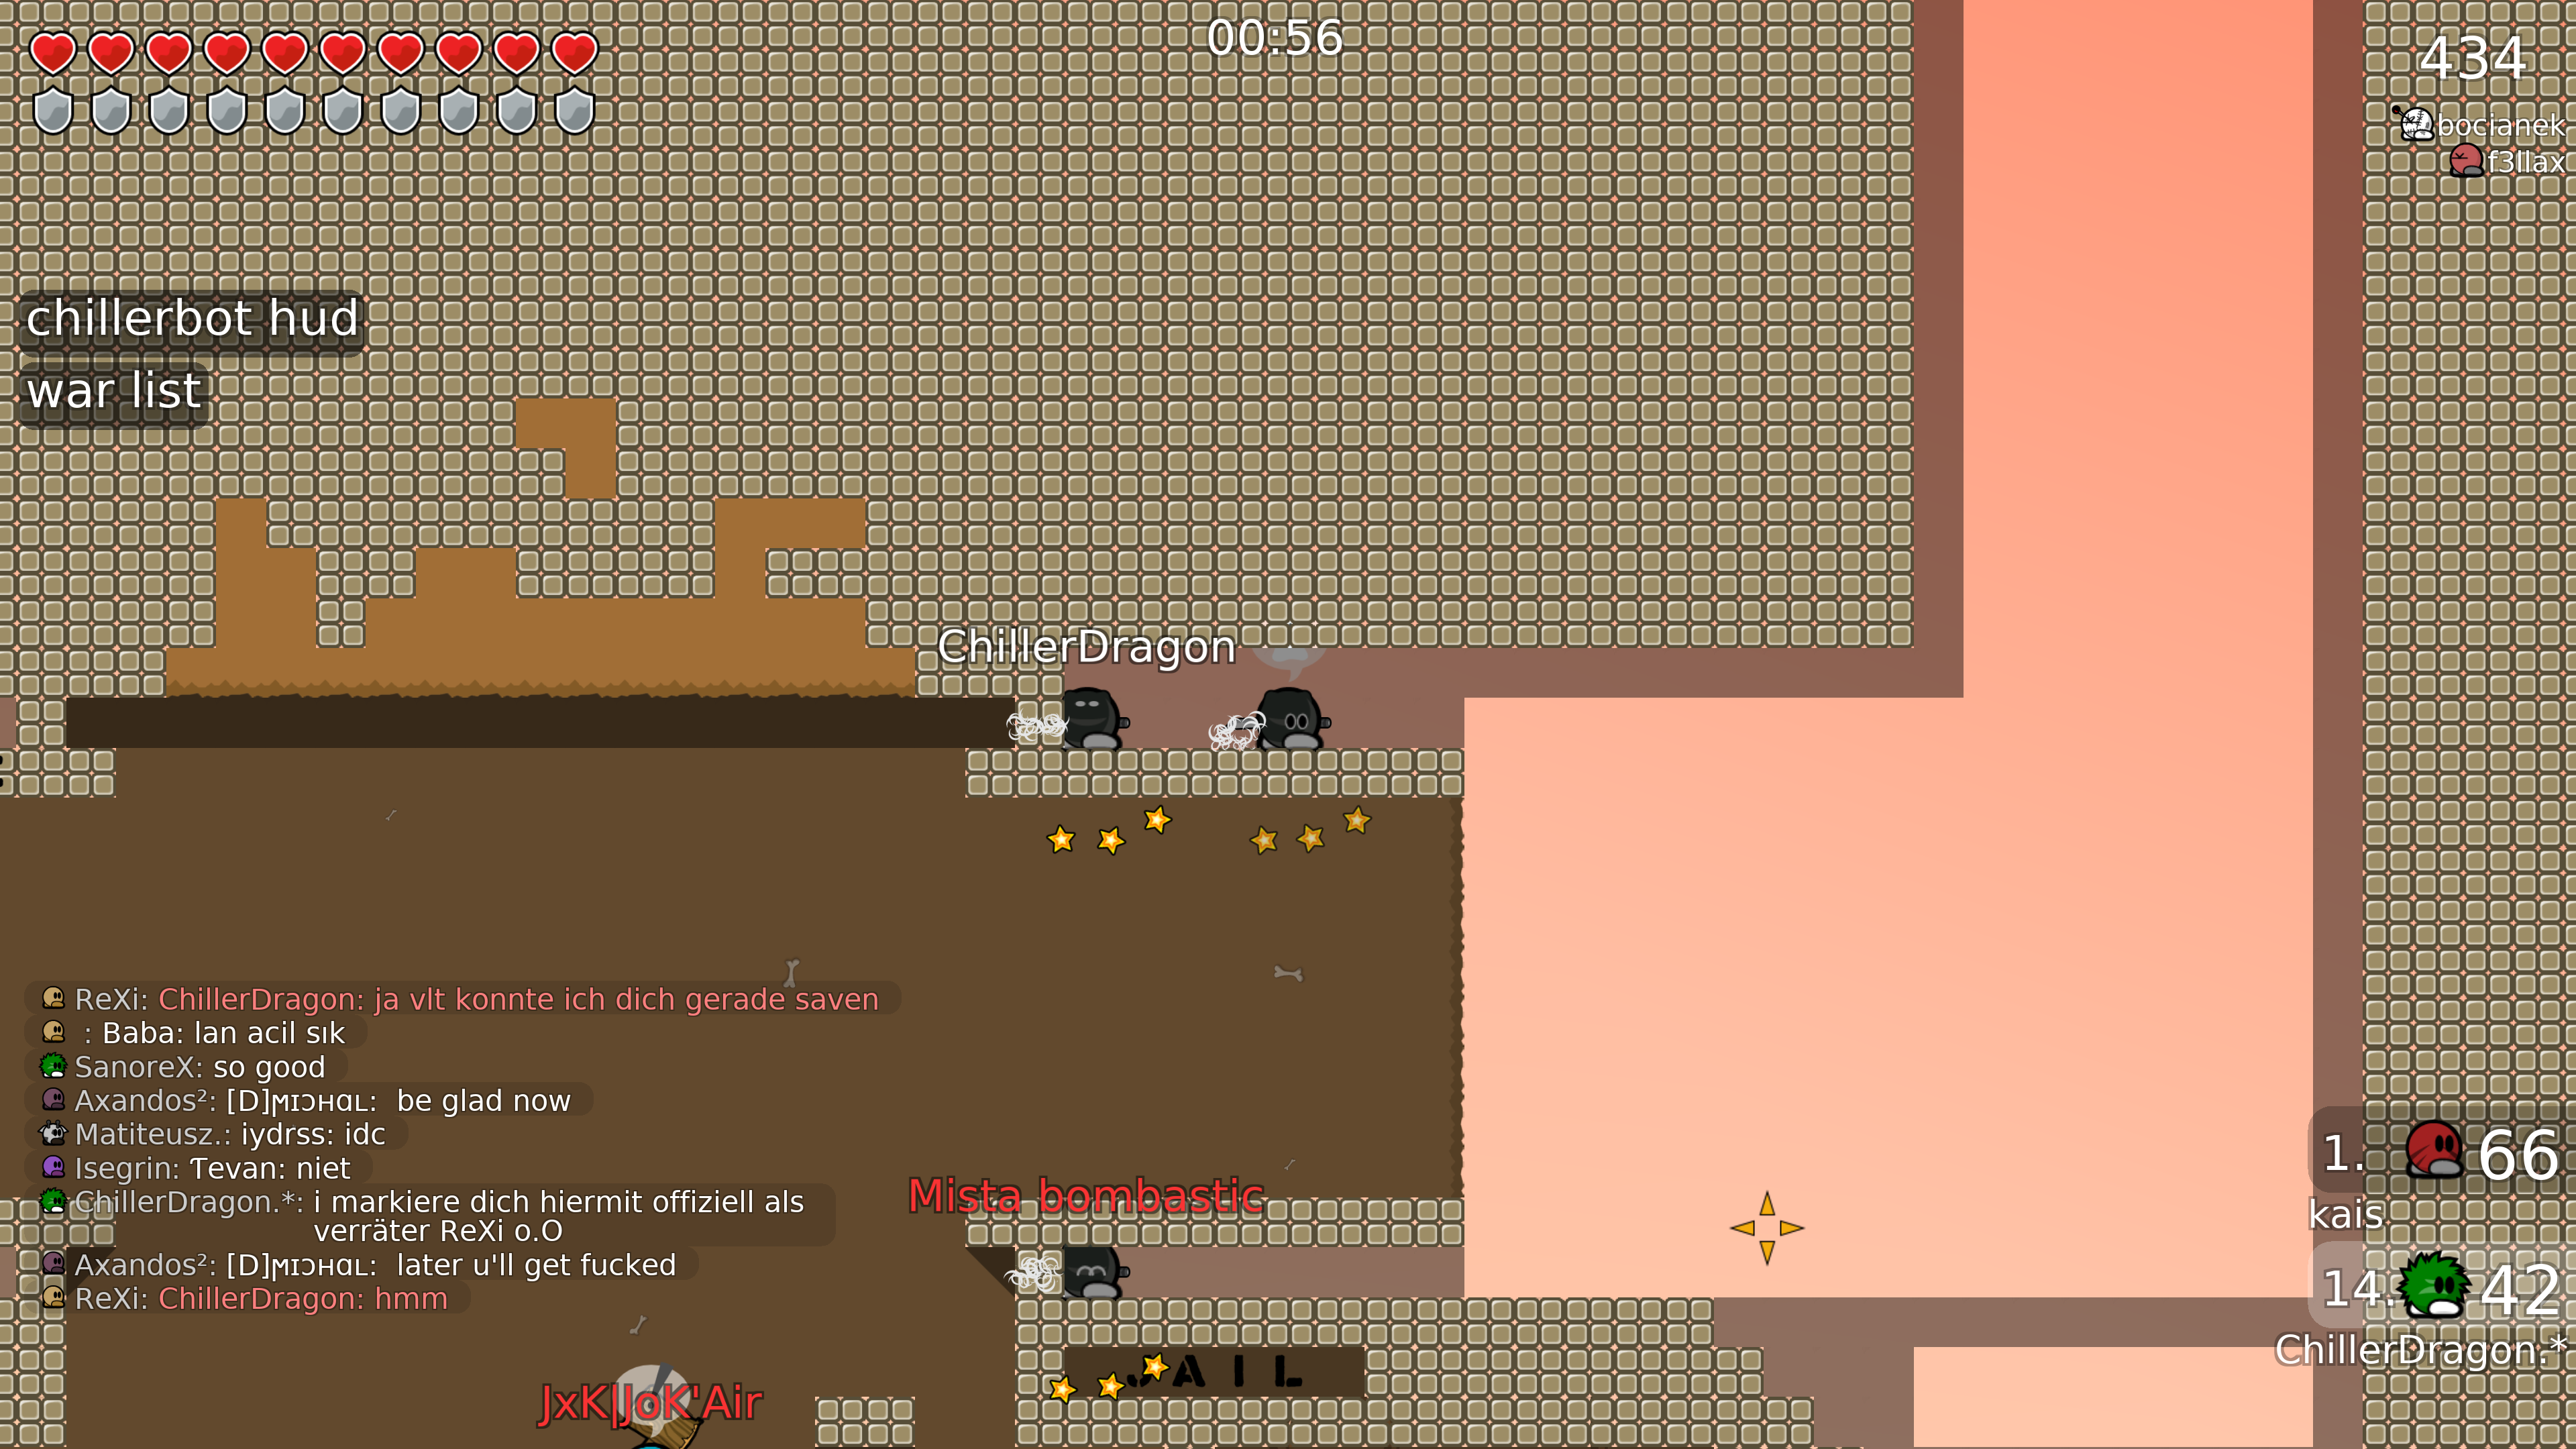 00:56
434
bocianek
f3llax
chillerbot hud
war list
ChillerDragon
ReXi: ChillerDragon: ja vlt konnte ich dich gerade saven
: Baba: lan acil sık
SanoreX: so good
Axandos²: [D]ϻɪɔʜɑʟ: be glad now
Matiteusz.: iydrss: idc
Isegrin: Ƭevan: niet
ChillerDragon.*: i markiere dich hiermit offiziell als
verräter ReXi o.O
Axandos²: [D]ϻɪɔʜɑʟ: later u'll get fucked
ReXi: ChillerDragon: hmm
Mista bombastic
JAIL
JxK|JoK'Air
1. 66
kais
14. 42
ChillerDragon.*